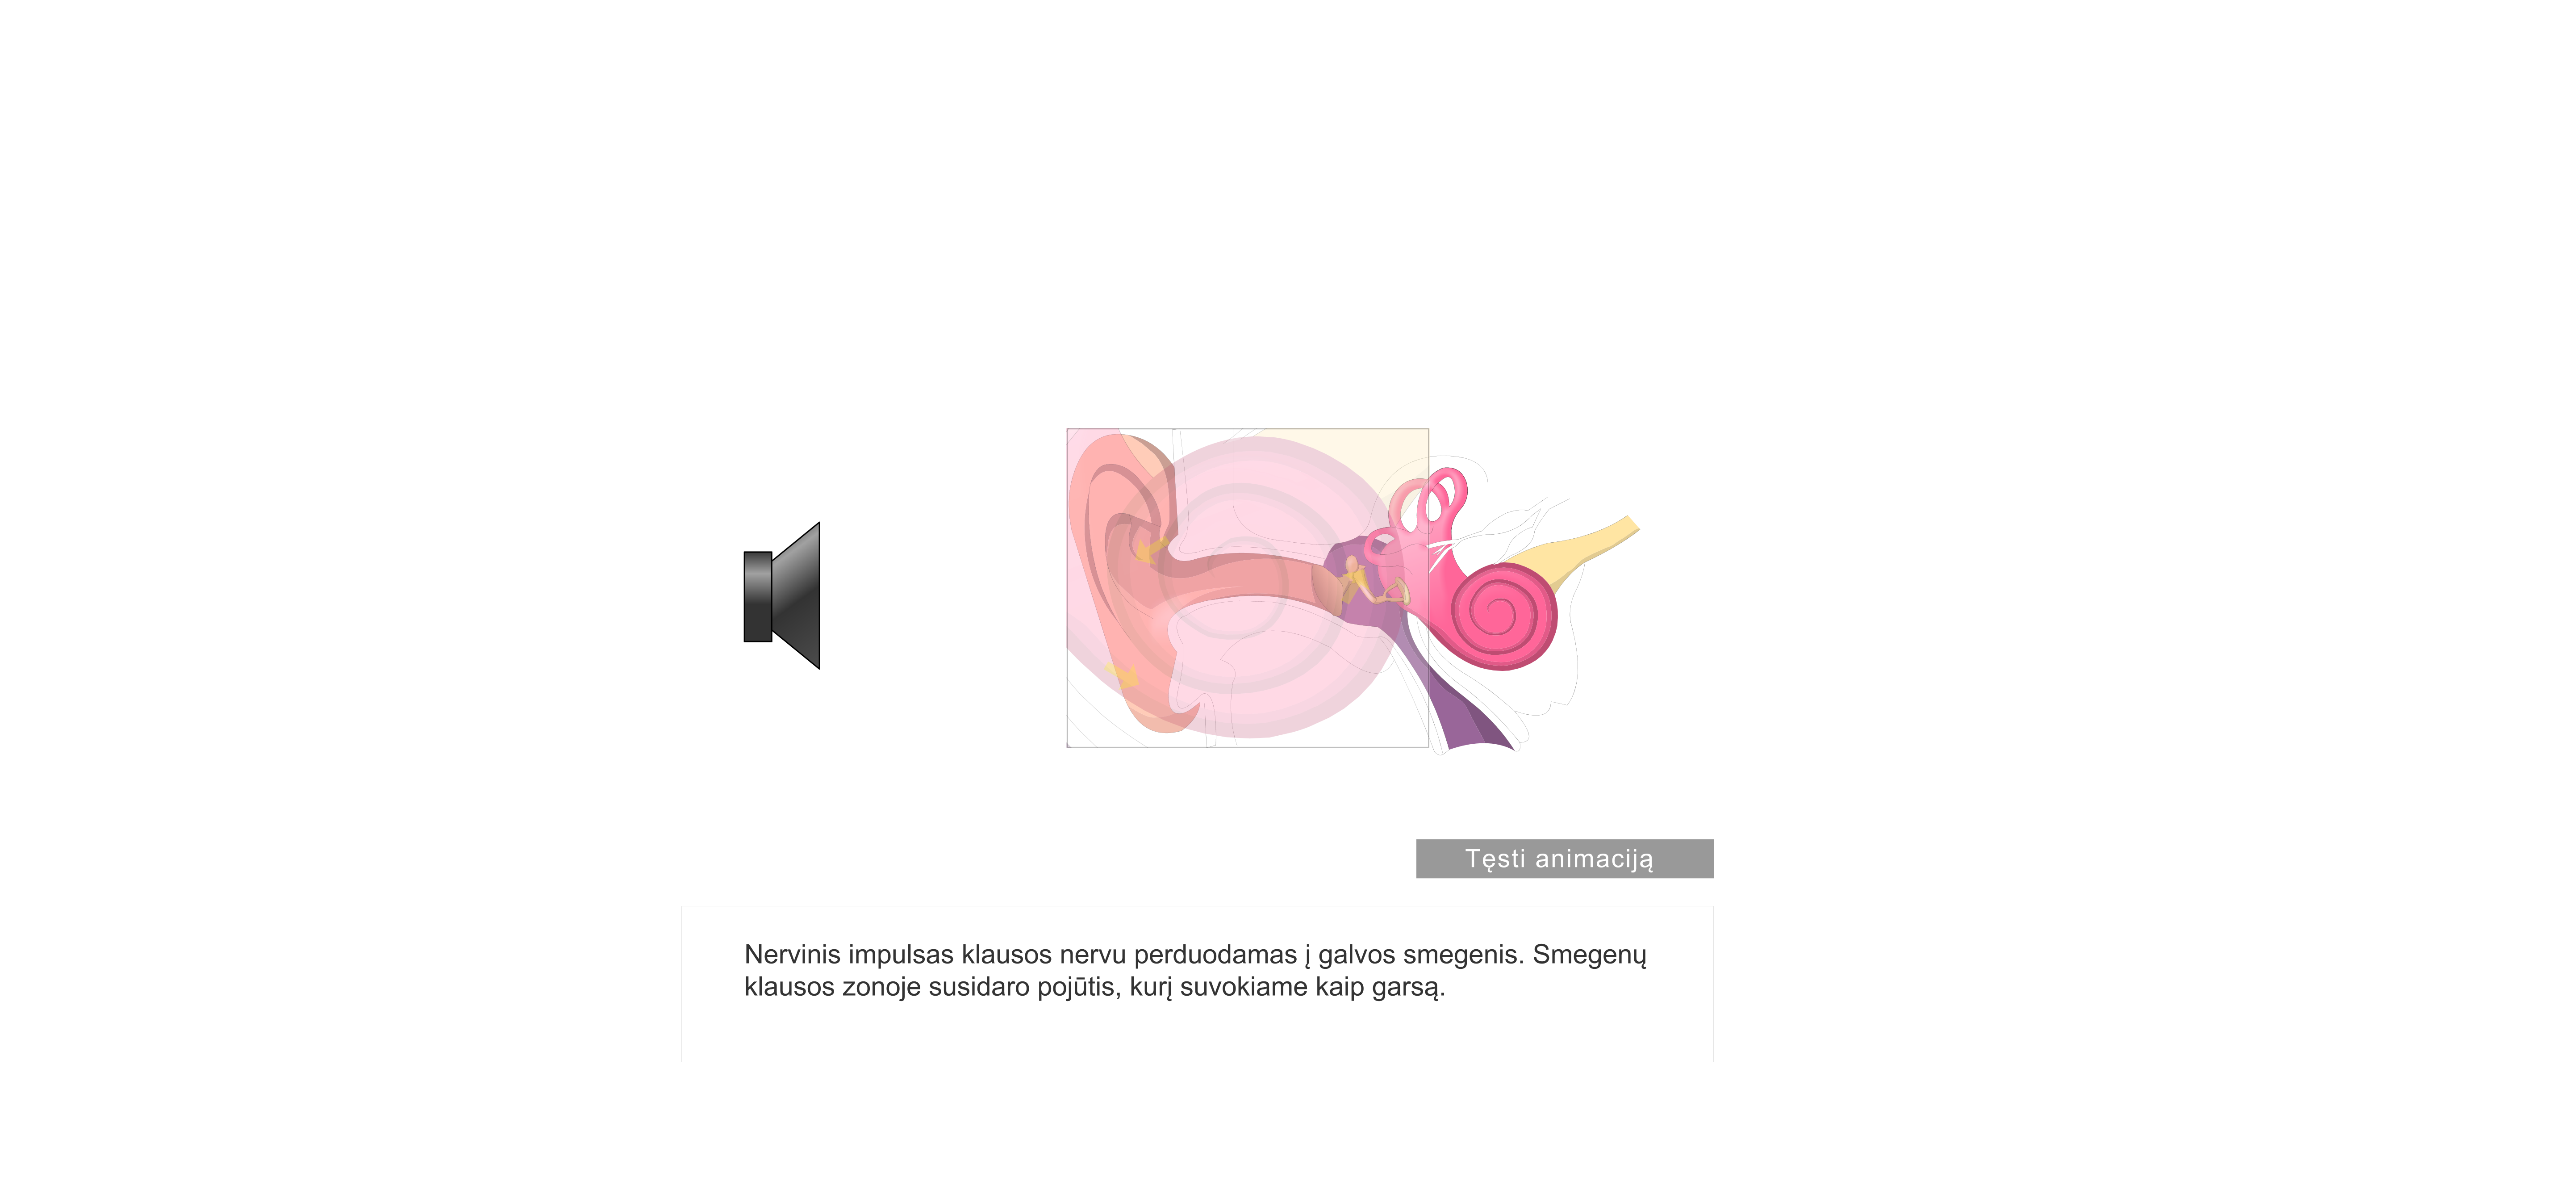 Tęsti animaciją
Nervinis impulsas klausos nervu perduodamas į galvos smegenis. Smegenų
klausos zonoje susidaro pojūtis, kurį suvokiame kaip garsą.